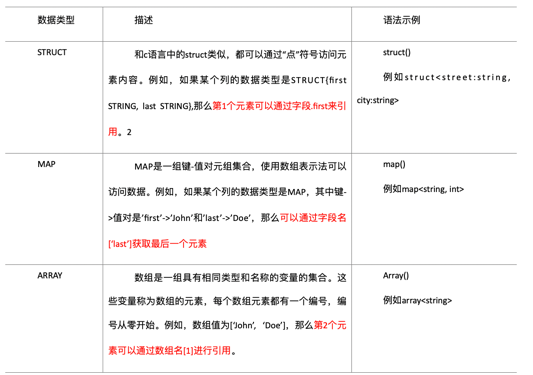 数据类型 描述 语法示例
STRUCT 和c语言中的struct类似，都可以通过“点”符号访问元 struct()
素内容。例如，如果某个列的数据类型是STRUCT{first 例如struct<street:string,
STRING, last STRING},那么第1个元素可以通过字段.first来引 city:string>
用。2
MAP MAP是一组键-值对元组集合，使用数组表示法可以 map()
访问数据。例如，如果某个列的数据类型是MAP，其中键- 例如map<string, int>
>值对是’first’->’John’和’last’->’Doe’，那么可以通过字段名
[‘last’]获取最后一个元素
ARRAY 数组是一组具有相同类型和名称的变量的集合。这 Array()
些变量称为数组的元素，每个数组元素都有一个编号，编 例如array<string>
号从零开始。例如，数组值为[‘John’, ‘Doe’]，那么第2个元
素可以通过数组名[1]进行引用。